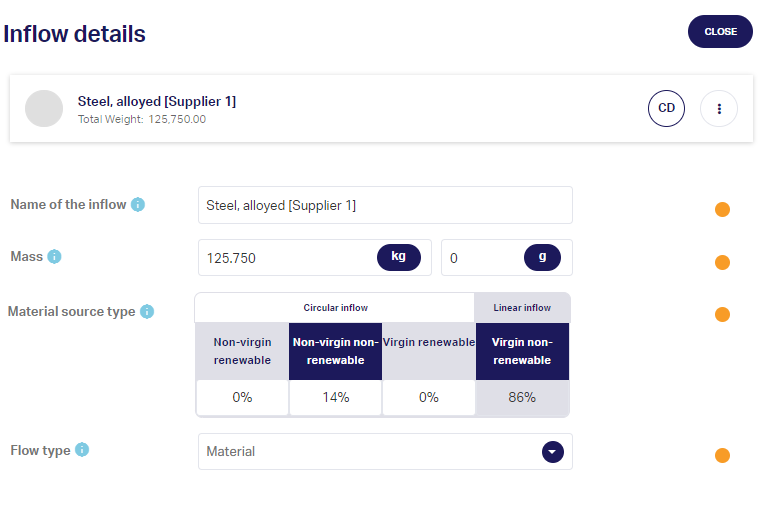 Inflow details
CLOSE
Steel, alloyed [Supplier 1]
Total Weight: 125,750.00
CD
Name of the inflow i
Steel, alloyed [Supplier 1]
Mass i
125.750 kg
0 g
Material source type i
Circular inflow
Linear inflow
Non-virgin renewable
Non-virgin non-renewable
Virgin renewable
Virgin non-renewable
0%
14%
0%
86%
Flow type i
Material